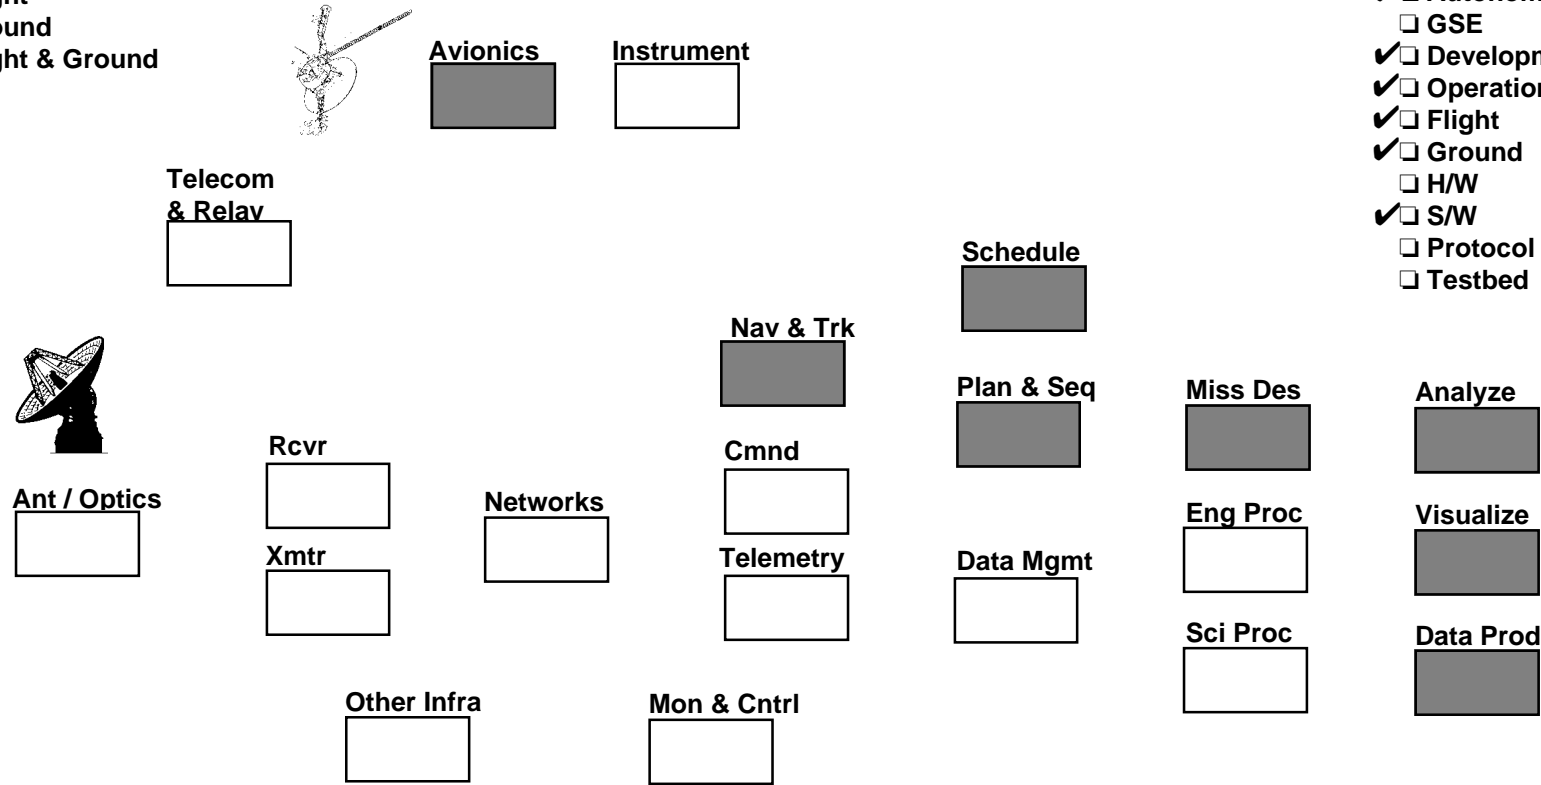 ght & Ground
Avionics
Instrument
❏ GSE
✔❏
✔❏
✔❏ Flight
✔❏ Ground
❏ H/W
✔❏ S/W
❏ Protocol
❏ Testbed
Telecom
& Relay
Schedule
Nav & Trk
Plan & Seq
Miss Des
Analyze
Rcvr
Cmnd
Ant / Optics
Networks
Eng Proc
Visualize
Xmtr
Telemetry
Data Mgmt
Sci Proc
Data Prod
Other Infra
Mon & Cntrl